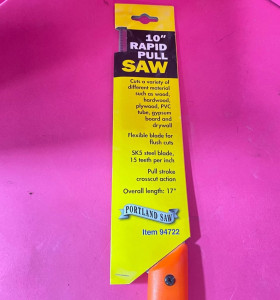 10"
RAPID
PULL
SAW
Cuts a variety of
different material
such as wood,
hardwood,
plywood, PVC
tube, gypsum
board and
drywall
Flexible blade for
flush cuts
SK5 steel blade,
15 teeth per inch
Pull stroke
crosscut action
Overall length: 17"
PORTLAND SAW
Item 94722